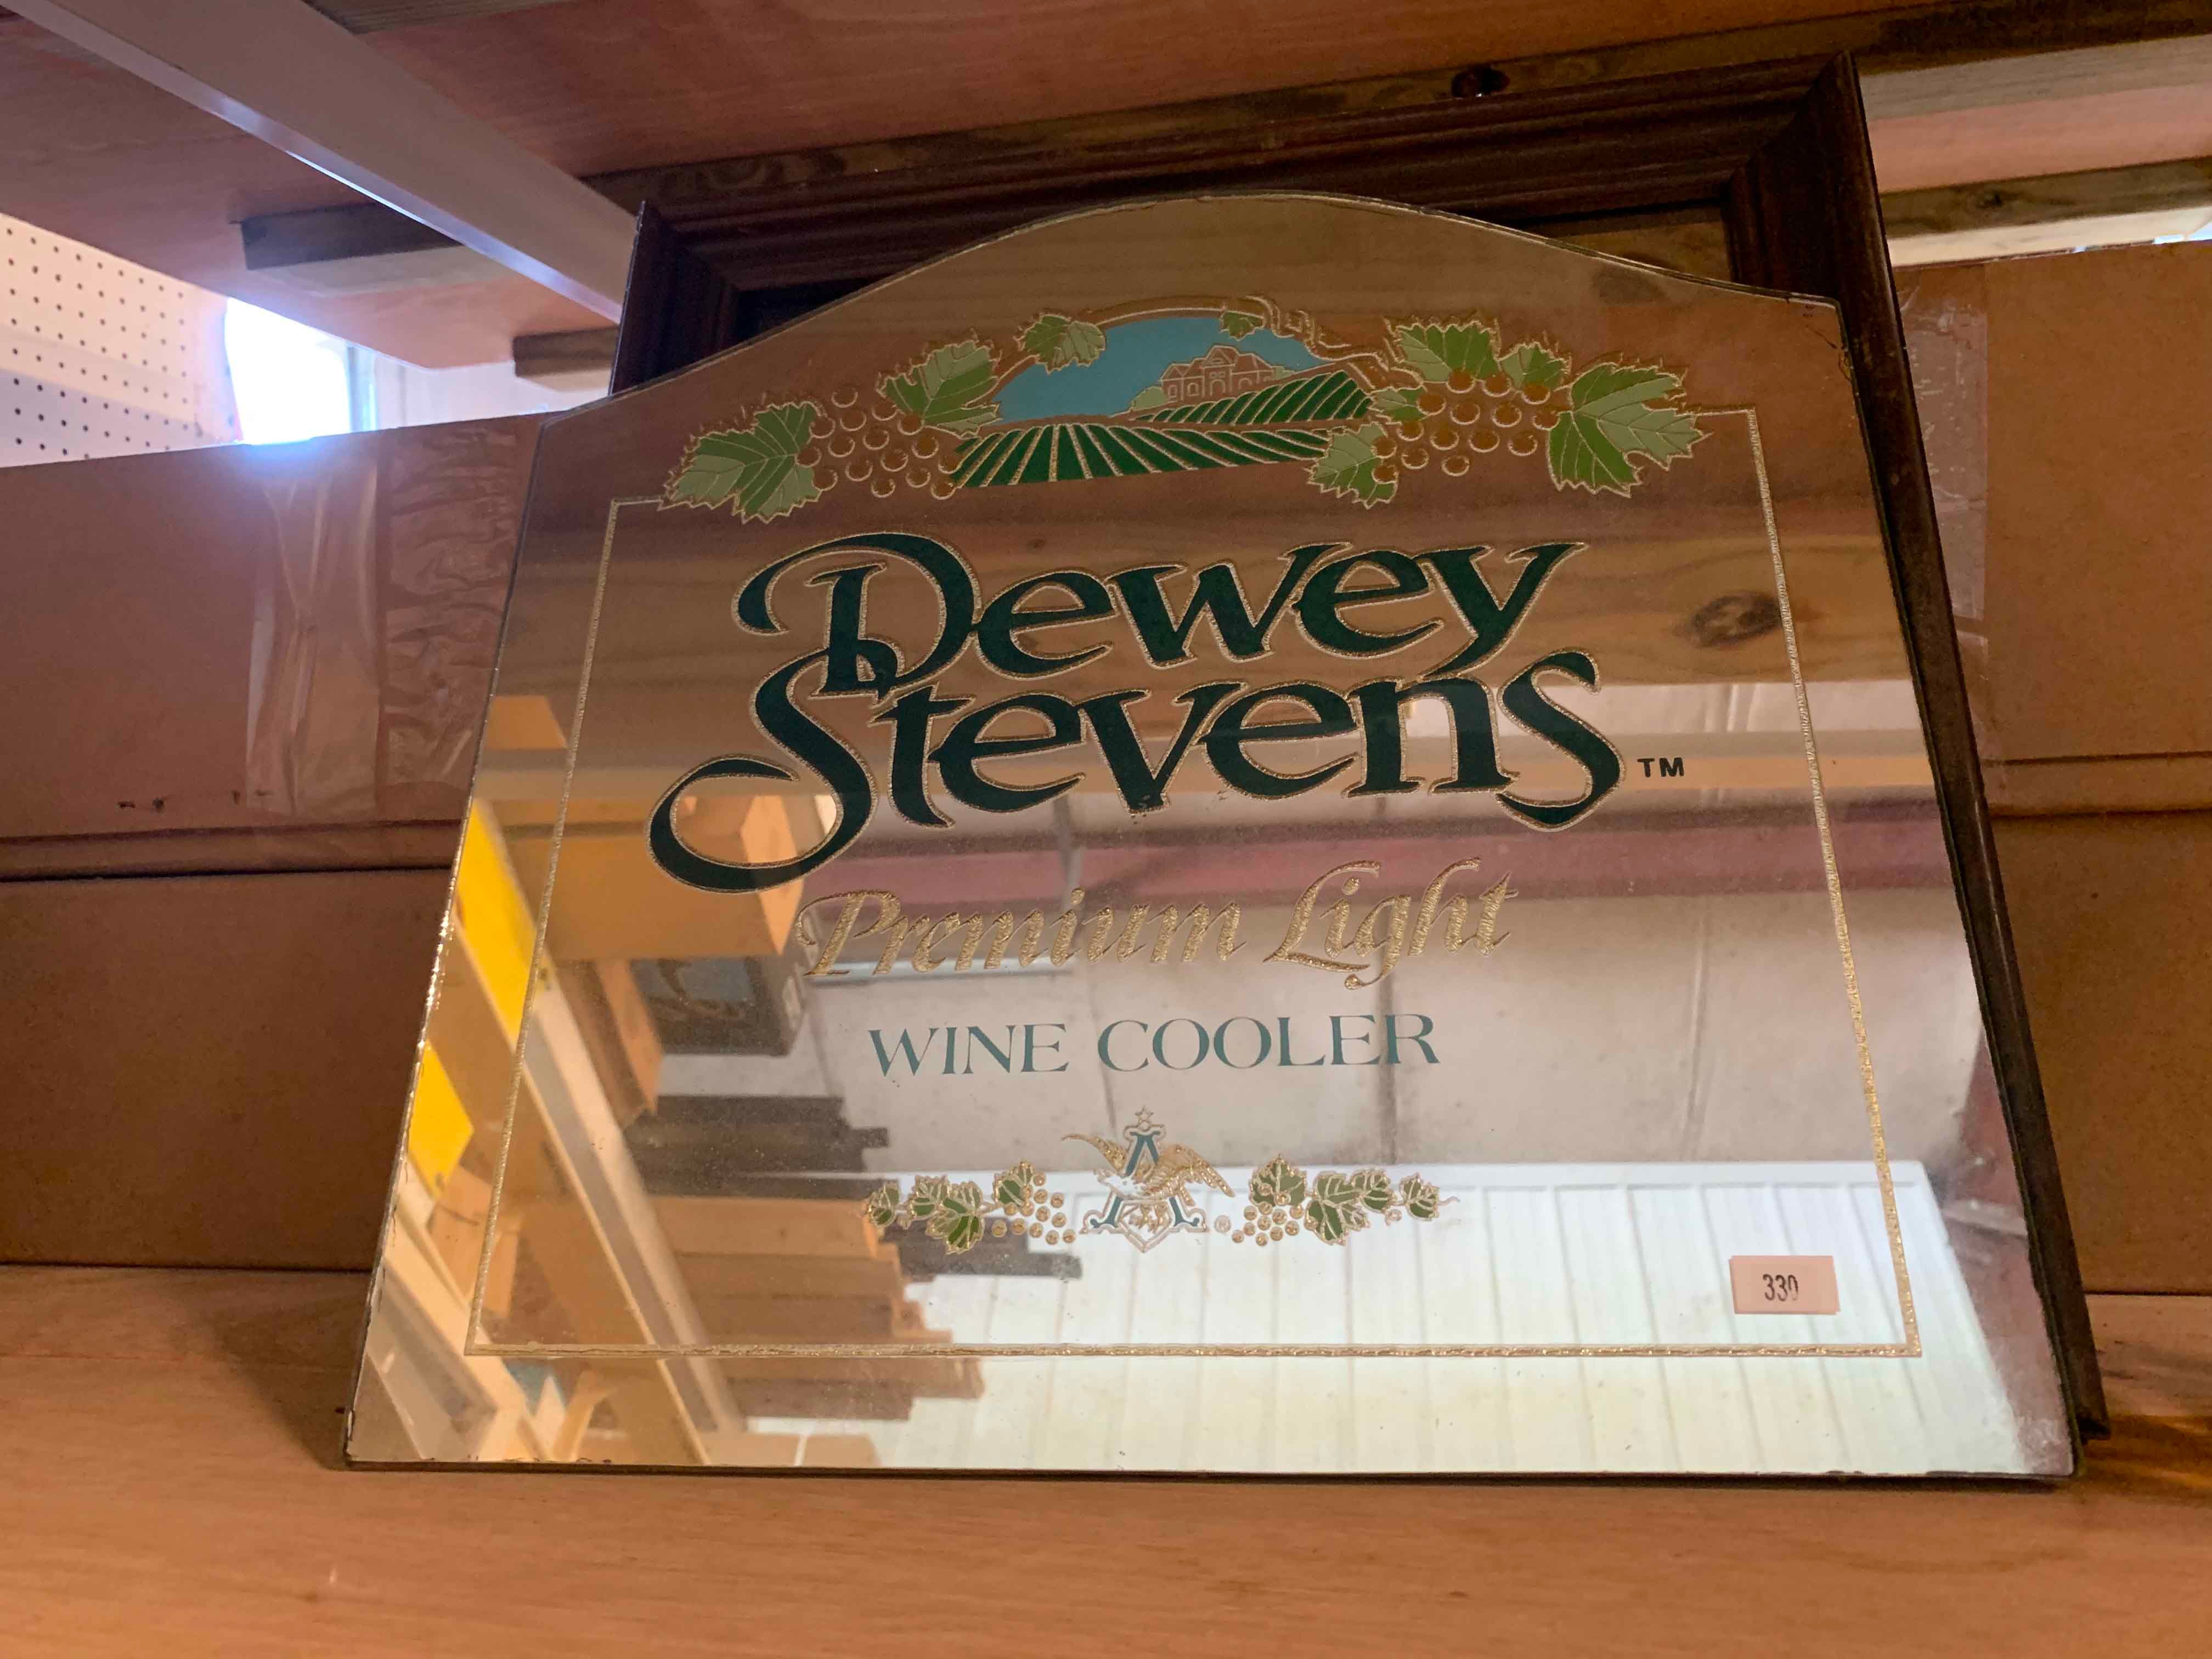 Dewey
Stevens™
Premium Light
WINE COOLER
A
®
330